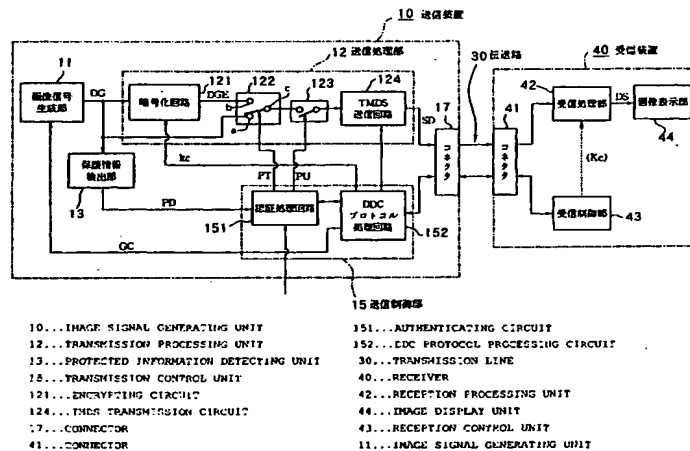 10 送信装置
12 送信処理部
11
画像信号
生成部
DG
121
暗号化回路
DGE
122
a
b
c
123
124
TMDS
送信回路
SD
17
コネクタ
30 伝送路
41
コネクタ
40 受信装置
42
受信処理部
DS
画像表示部
44
(Kc)
受信制御部
43
保護情報
検出部
13
kc
PT
PU
PD
GC
151
認証処理回路
DDC
プロトコル
処理回路
152
15 送信制御部
10...IMAGE SIGNAL GENERATING UNIT
12...TRANSMISSION PROCESSING UNIT
13...PROTECTED INFORMATION DETECTING UNIT
15...TRANSMISSION CONTROL UNIT
121...ENCRYPTING CIRCUIT
124...TMDS TRANSMISSION CIRCUIT
17...CONNECTOR
41...CONNECTOR
151...AUTHENTICATING CIRCUIT
152...DDC PROTOCOL PROCESSING CIRCUIT
30...TRANSMISSION LINE
40...RECEIVER
42...RECEPTION PROCESSING UNIT
44...IMAGE DISPLAY UNIT
43...RECEPTION CONTROL UNIT
11...IMAGE SIGNAL GENERATING UNIT